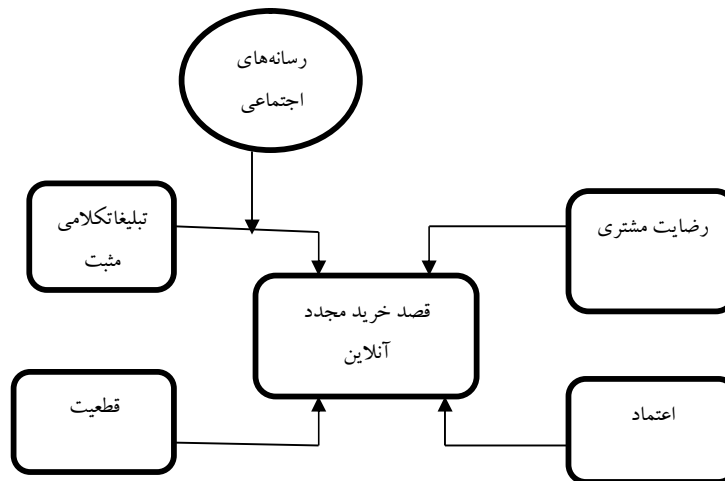 رسانه‌های
اجتماعی
تبلیغاتکلامی
مثبت
رضایت مشتری
قصد خرید مجدد
آنلاین
قطعیت
اعتماد